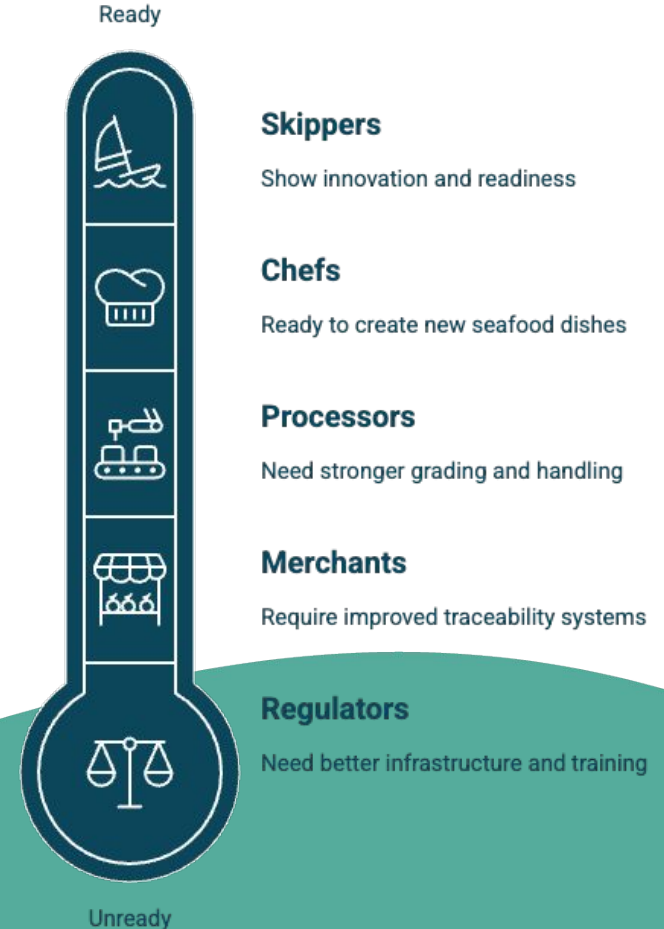 Ready
Skippers
Show innovation and readiness
Chefs
Ready to create new seafood dishes
Processors
Need stronger grading and handling
Merchants
Require improved traceability systems
Regulators
Need better infrastructure and training
Unready